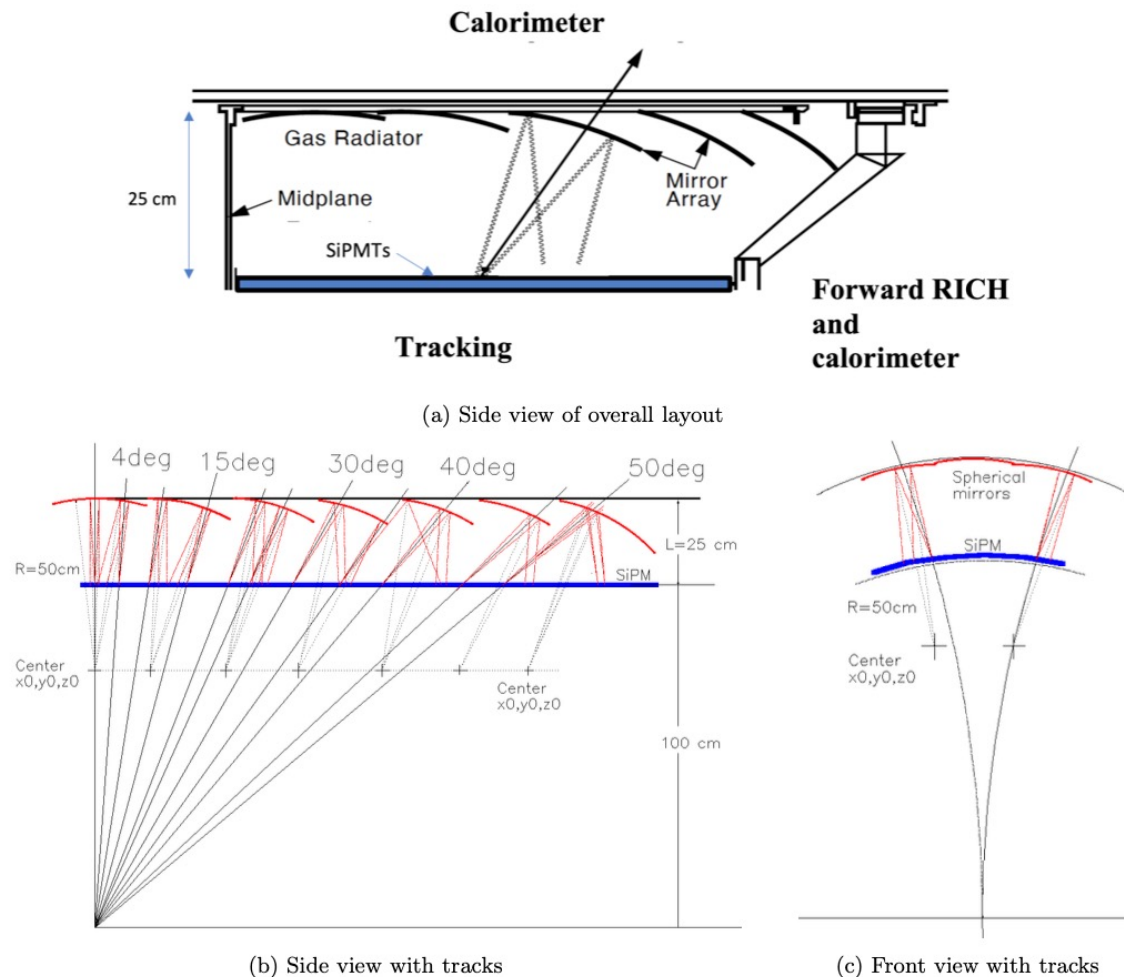 Calorimeter
Gas Radiator
25 cm
Midplane
Mirror
Array
SiPMTs
Tracking
Forward RICH
and
calorimeter
(a) Side view of overall layout
4deg 15deg 30deg 40deg 50deg
L=25 cm
R=50cm
SiPM
Center
x0,y0,z0
Center
x0,y0,z0
100 cm
(b) Side view with tracks
Spherical
mirrors
SiPM
R=50cm
Center
x0,y0,z0
(c) Front view with tracks